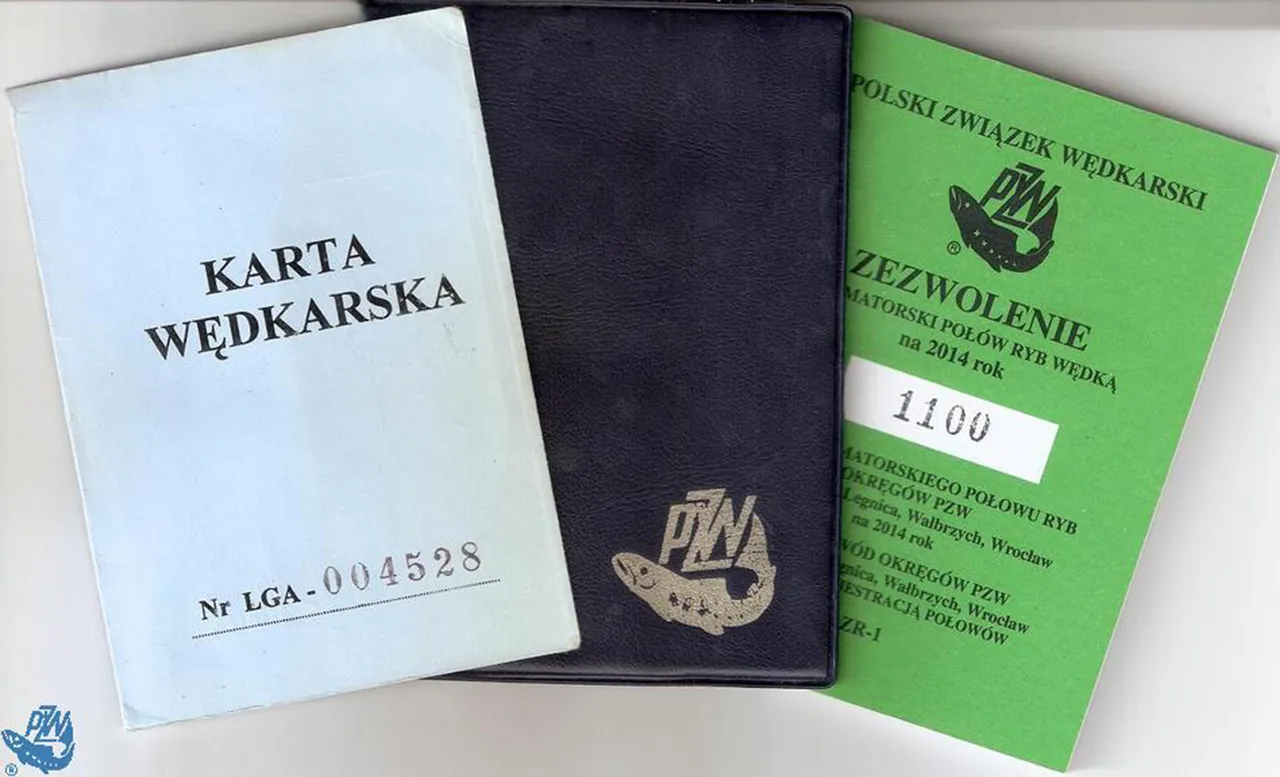 KARTA
WĘDKARSKA
Nr LGA - 004528
PZW
POLSKI ZWIĄZEK WĘDKARSKI
PZW
®
ZEZWOLENIE
MATORSKI POŁÓW RYB WĘDKĄ
na 2014 rok
1100
MATORSKIEGO POŁOWU RYB
OKRĘGÓW PZW
Legnica, Wałbrzych, Wrocław
na 2014 rok
WÓD OKRĘGÓW PZW
gnica, Wałbrzych, Wrocław
JESTRACJĄ POŁOWÓW
ZR-1
PZW
®